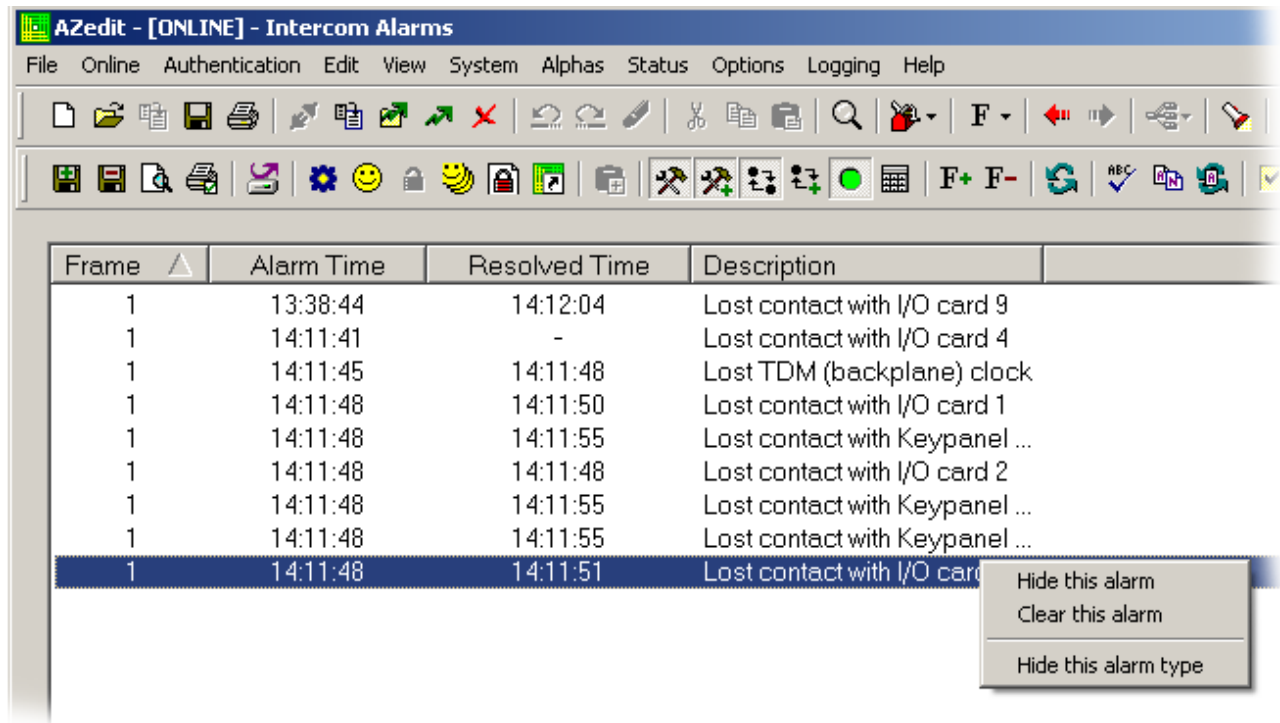 AZedit - [ONLINE] - Intercom Alarms
File Online Authentication Edit View System Alphas Status Options Logging Help
F
F+ F- ABC
Frame Alarm Time Resolved Time Description
1 13:38:44 14:12:04 Lost contact with I/O card 9
1 14:11:41 - Lost contact with I/O card 4
1 14:11:45 14:11:48 Lost TDM (backplane) clock
1 14:11:48 14:11:50 Lost contact with I/O card 1
1 14:11:48 14:11:55 Lost contact with Keypanel ...
1 14:11:48 14:11:48 Lost contact with I/O card 2
1 14:11:48 14:11:55 Lost contact with Keypanel ...
1 14:11:48 14:11:55 Lost contact with Keypanel ...
1 14:11:48 14:11:51 Lost contact with I/O card
Hide this alarm
Clear this alarm
Hide this alarm type